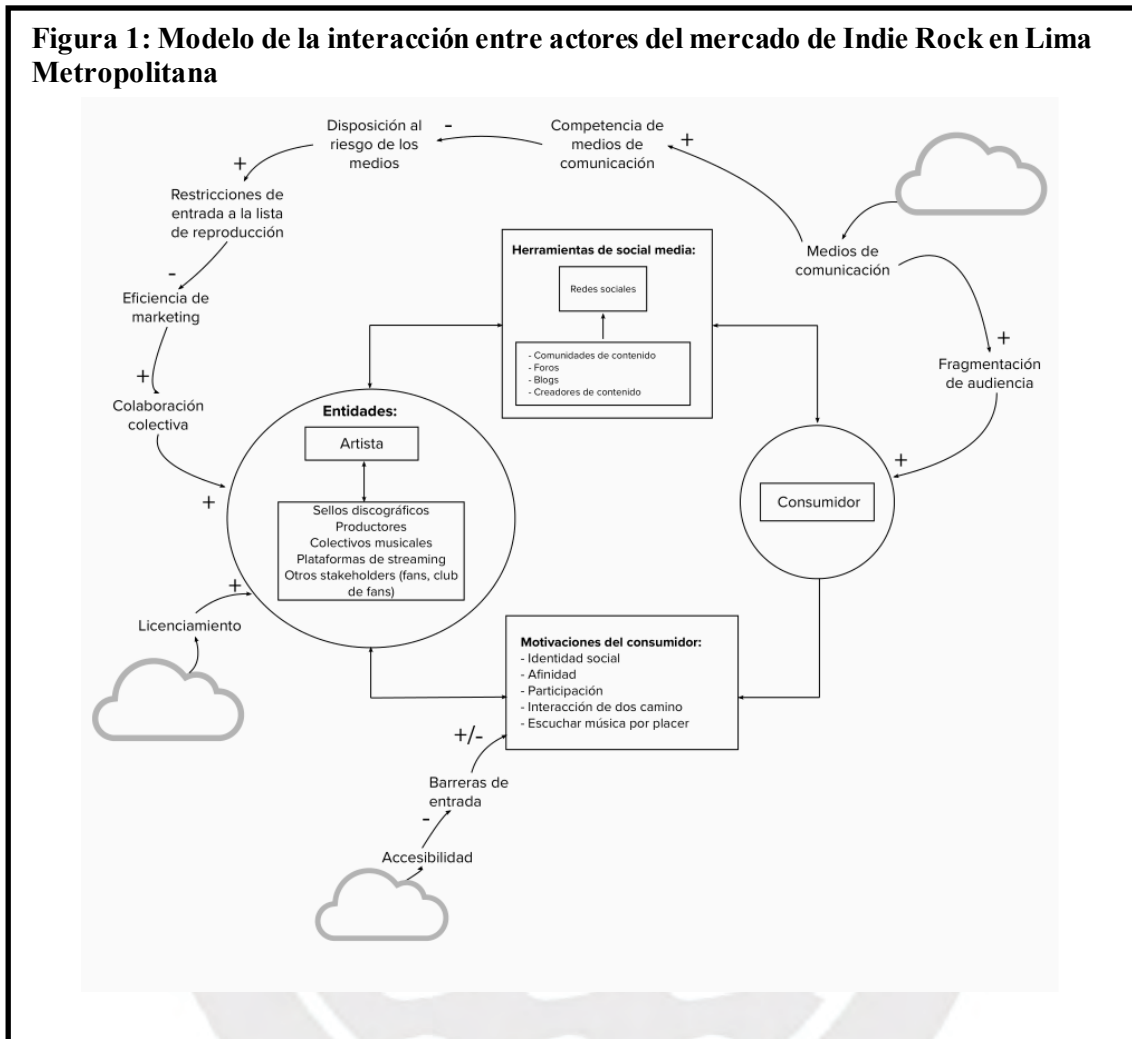 Figura 1: Modelo de la interacción entre actores del mercado de Indie Rock en Lima
Metropolitana
Disposición al
riesgo de los
medios
-
Competencia de
medios de
comunicación
+
+
Restricciones de
entrada a la lista
de reproducción
Medios de
comunicación
-
Eficiencia de
marketing
+
Fragmentación
de audiencia
+
Colaboración
colectiva
+
+
Herramientas de social media:
Redes sociales
- Comunidades de contenido
- Foros
- Blogs
- Creadores de contenido
Entidades:
Artista
Sellos discográficos
Productores
Colectivos musicales
Plataformas de streaming
Otros stakeholders (fans, club
de fans)
Consumidor
+
Licenciamiento
Motivaciones del consumidor:
- Identidad social
- Afinidad
- Participación
- Interacción de dos camino
- Escuchar música por placer
+/-
Barreras de
entrada
-
Accesibilidad